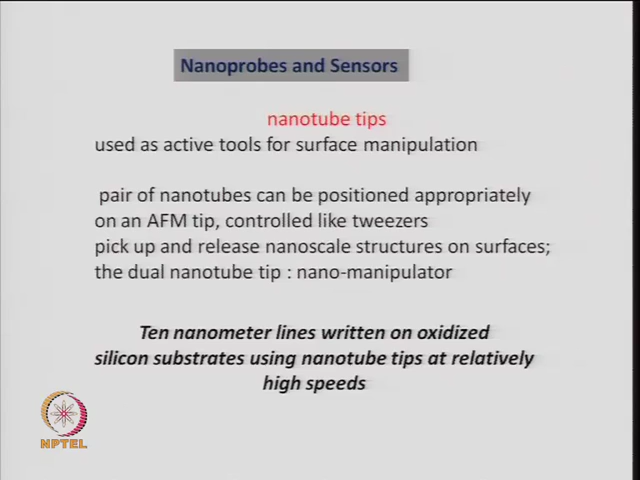 Nanoprobes and Sensors
nanotube tips
used as active tools for surface manipulation
pair of nanotubes can be positioned appropriately
on an AFM tip, controlled like tweezers
pick up and release nanoscale structures on surfaces;
the dual nanotube tip : nano-manipulator
Ten nanometer lines written on oxidized
silicon substrates using nanotube tips at relatively
high speeds
NPTEL